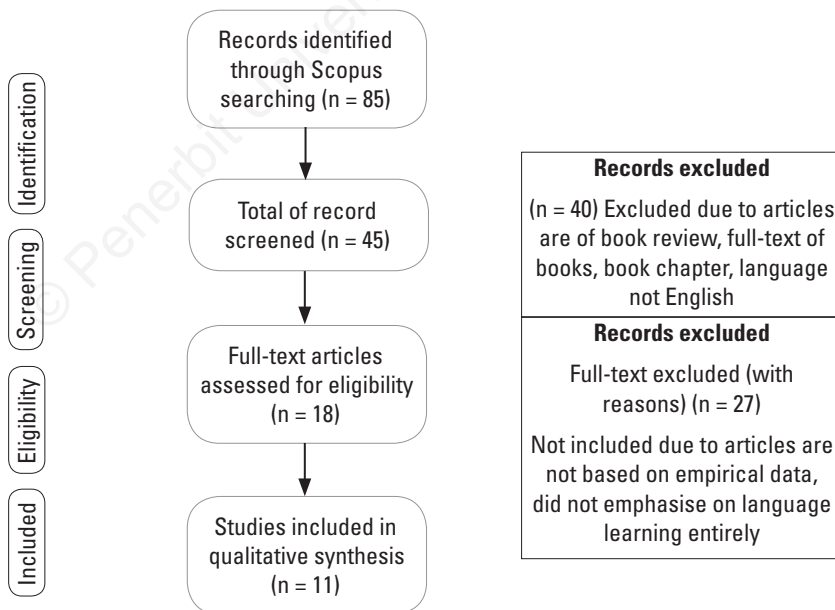 Records identified
through Scopus
searching (n = 85)
Total of record
screened (n = 45)
Full-text articles
assessed for eligibility
(n = 18)
Studies included in
qualitative synthesis
(n = 11)
Identification
Screening
Eligibility
Included
Records excluded
(n = 40) Excluded due to articles
are of book review, full-text of
books, book chapter, language
not English
Records excluded
Full-text excluded (with
reasons) (n = 27)
Not included due to articles are
not based on empirical data,
did not emphasise on language
learning entirely
© Penerbit